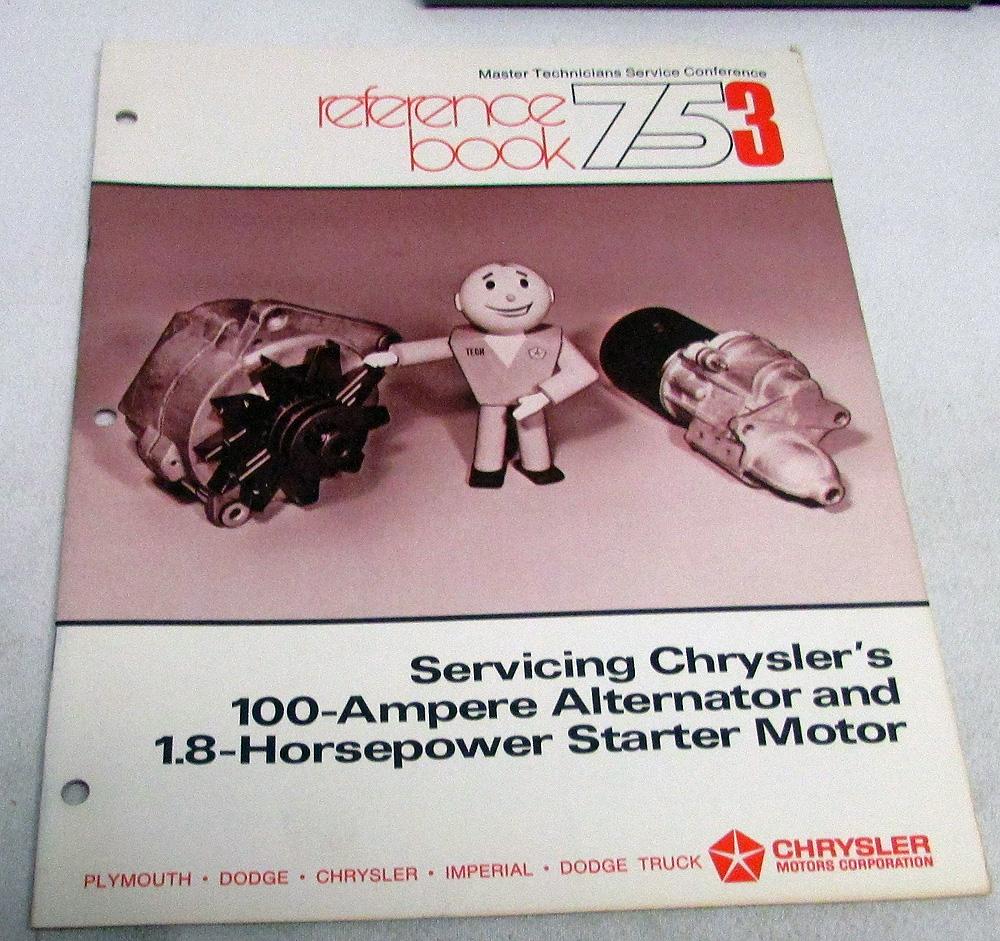 Master Technicians Service Conference
reference
book
75 3
TECH
Servicing Chrysler's
100-Ampere Alternator and
1.8-Horsepower Starter Motor
PLYMOUTH • DODGE • CHRYSLER • IMPERIAL • DODGE TRUCK
CHRYSLER
MOTORS CORPORATION